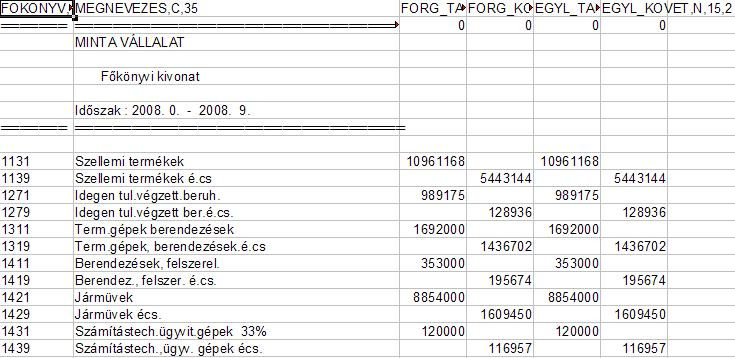 FOKONYV, MEGNEVEZES,C,35 FORG_TA FORG_KO EGYL_TA EGYL_KOVET,N,15,2
======= ================================== 0 0 0 0
MINTA VÁLLALAT
Főkönyvi kivonat
Időszak : 2008. 0. - 2008. 9.
======= ===================================
1131 Szellemi termékek 10961168 10961168
1139 Szellemi termékek é.cs 5443144 5443144
1271 Idegen tul.végzett.beruh. 989175 989175
1279 Idegen tul.végzett ber.é.cs. 128936 128936
1311 Term.gépek berendezések 1692000 1692000
1319 Term.gépek, berendezések.é.cs 1436702 1436702
1411 Berendezések, felszerel. 353000 353000
1419 Berendez., felszer. é.cs. 195674 195674
1421 Járművek 8854000 8854000
1429 Járművek écs. 1609450 1609450
1431 Számítástech.ügyvit.gépek 33% 120000 120000
1439 Számítástech.,ügyw. gépek écs. 116957 116957